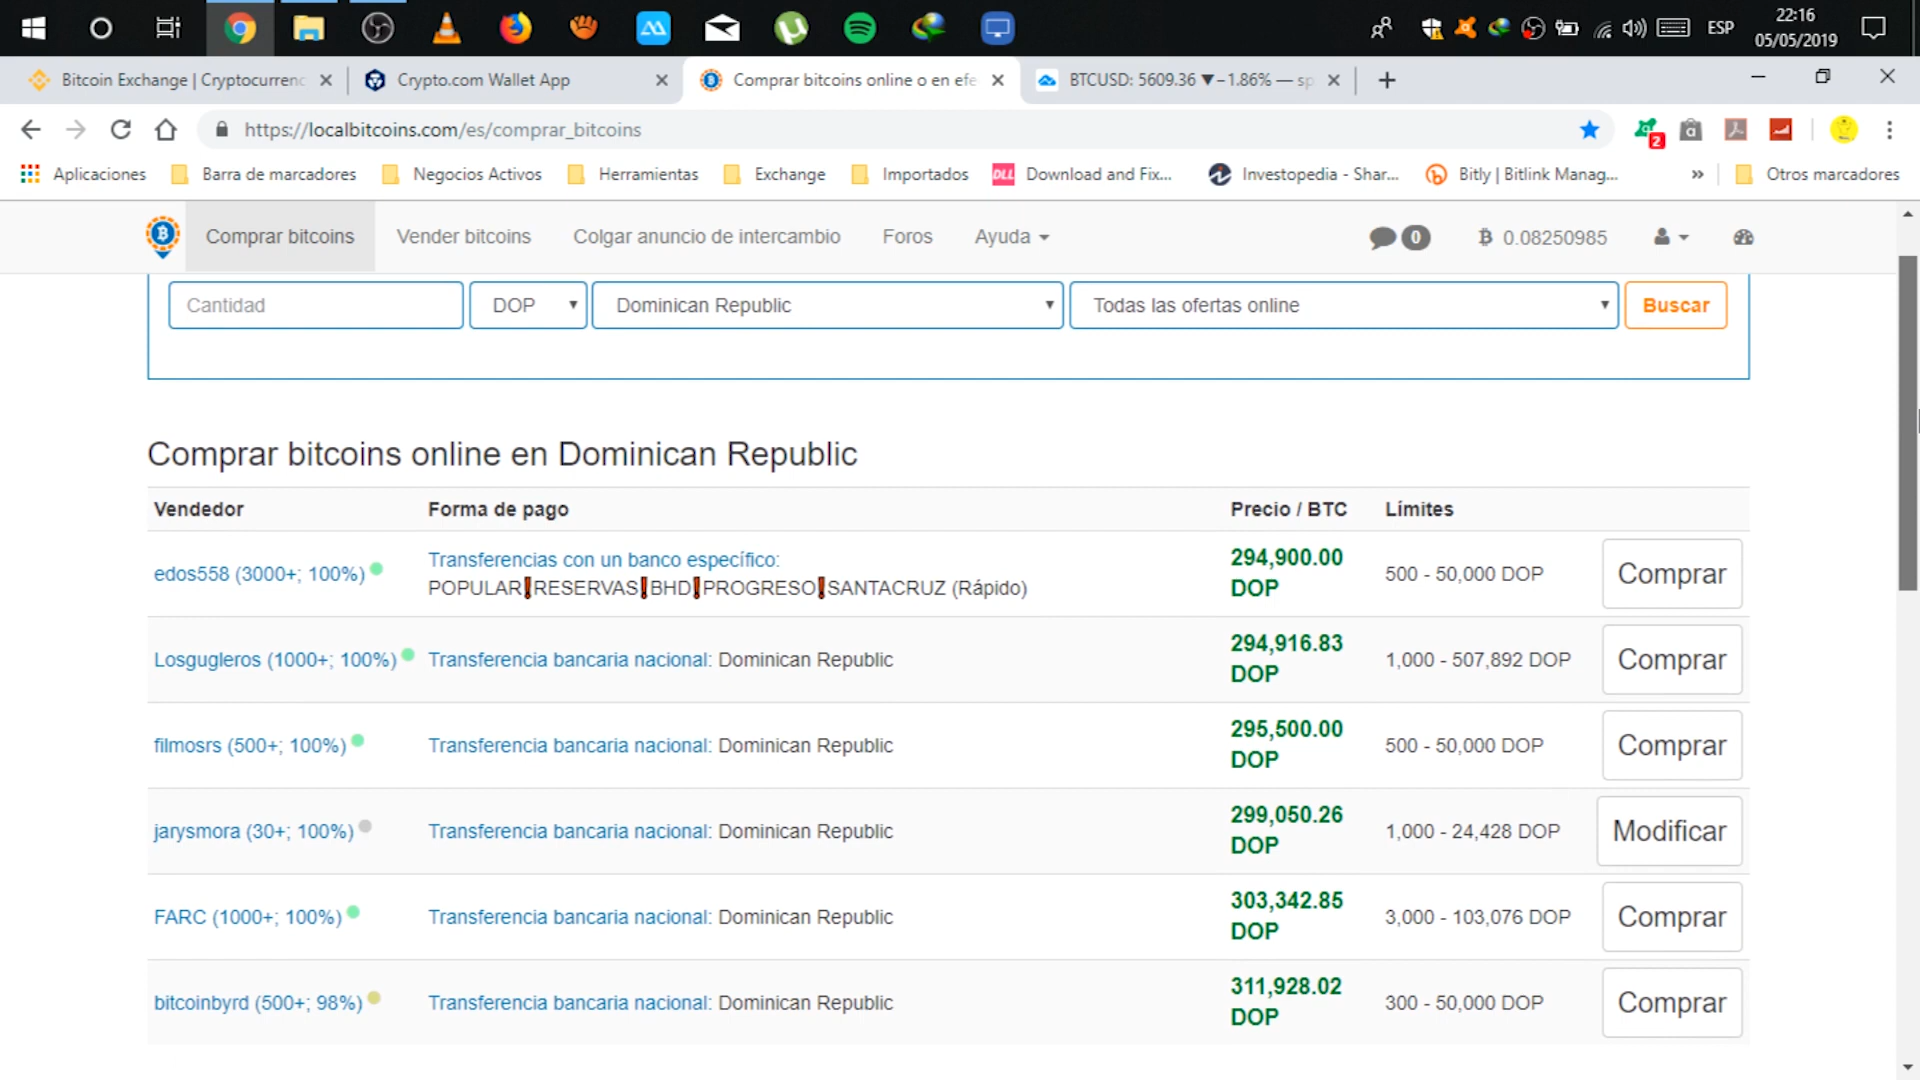 ESP
22:16
05/05/2019
Bitcoin Exchange | Cryptocurrenc
Crypto.com Wallet App
Comprar bitcoins online o en efe
BTCUSD: 5609.36 ▼−1.86% — sp
https://localbitcoins.com/es/comprar_bitcoins
2
Aplicaciones
Barra de marcadores
Negocios Activos
Herramientas
Exchange
Importados
DLL
Download and Fix...
Investopedia - Shar...
Bitly | Bitlink Manag...
»
Otros marcadores
Comprar bitcoins
Vender bitcoins
Colgar anuncio de intercambio
Foros
Ayuda
0
0.08250985
Cantidad
DOP
Dominican Republic
Todas las ofertas online
Buscar
Comprar bitcoins online en Dominican Republic
Vendedor
Forma de pago
Precio / BTC
Límites
edos558 (3000+; 100%)
Transferencias con un banco específico:
POPULAR❗RESERVAS❗BHD❗PROGRESO❗SANTACRUZ (Rápido)
294,900.00
DOP
500 - 50,000 DOP
Comprar
Losgugleros (1000+; 100%)
Transferencia bancaria nacional: Dominican Republic
294,916.83
DOP
1,000 - 507,892 DOP
Comprar
filmosrs (500+; 100%)
Transferencia bancaria nacional: Dominican Republic
295,500.00
DOP
500 - 50,000 DOP
Comprar
jarysmora (30+; 100%)
Transferencia bancaria nacional: Dominican Republic
299,050.26
DOP
1,000 - 24,428 DOP
Modificar
FARC (1000+; 100%)
Transferencia bancaria nacional: Dominican Republic
303,342.85
DOP
3,000 - 103,076 DOP
Comprar
bitcoinbyrd (500+; 98%)
Transferencia bancaria nacional: Dominican Republic
311,928.02
DOP
300 - 50,000 DOP
Comprar